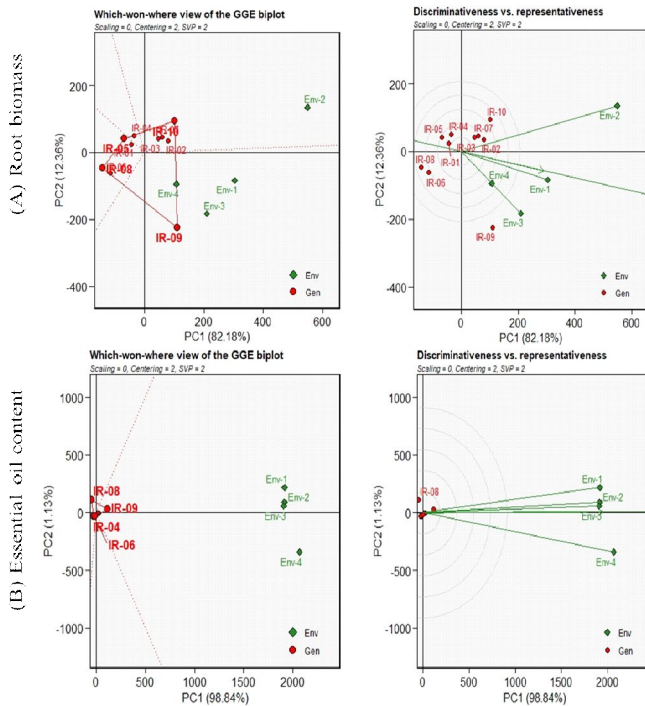 (A) Root biomass
Which-won-where view of the GGE biplot
Scaling = 0, Centering = 2, SVP = 2
PC2 (12.36%)
200
0
-200
-400
Env-2
IR-04
IR-10
IR-05
IR-01
IR-03
IR-02
IR-08
Env-4
Env-1
Env-3
IR-09
Env
Gen
0
200
400
600
PC1 (82.18%)
Discriminativeness vs. representativeness
Scaling = 0, Centering = 2, SVP = 2
PC2 (12.36%)
200
0
-200
-400
Env-2
IR-10
IR-05
IR-04
IR-07
IR-03
IR-02
IR-08
IR-01
IR-06
Env-4
Env-1
Env-3
IR-09
Env
Gen
0
200
400
600
PC1 (82.18%)
(B) Essential oil content
Which-won-where view of the GGE biplot
Scaling = 0, Centering = 2, SVP = 2
PC2 (1.13%)
1000
500
0
-500
-1000
IR-08
IR-09
IR-04
IR-06
Env-1
Env-2
Env-3
Env-4
Env
Gen
0
500
1000
1500
2000
PC1 (98.84%)
Discriminativeness vs. representativeness
Scaling = 0, Centering = 2, SVP = 2
PC2 (1.13%)
1000
500
0
-500
-1000
IR-08
Env-1
Env-2
Env-3
Env-4
Env
Gen
0
500
1000
1500
2000
PC1 (98.84%)